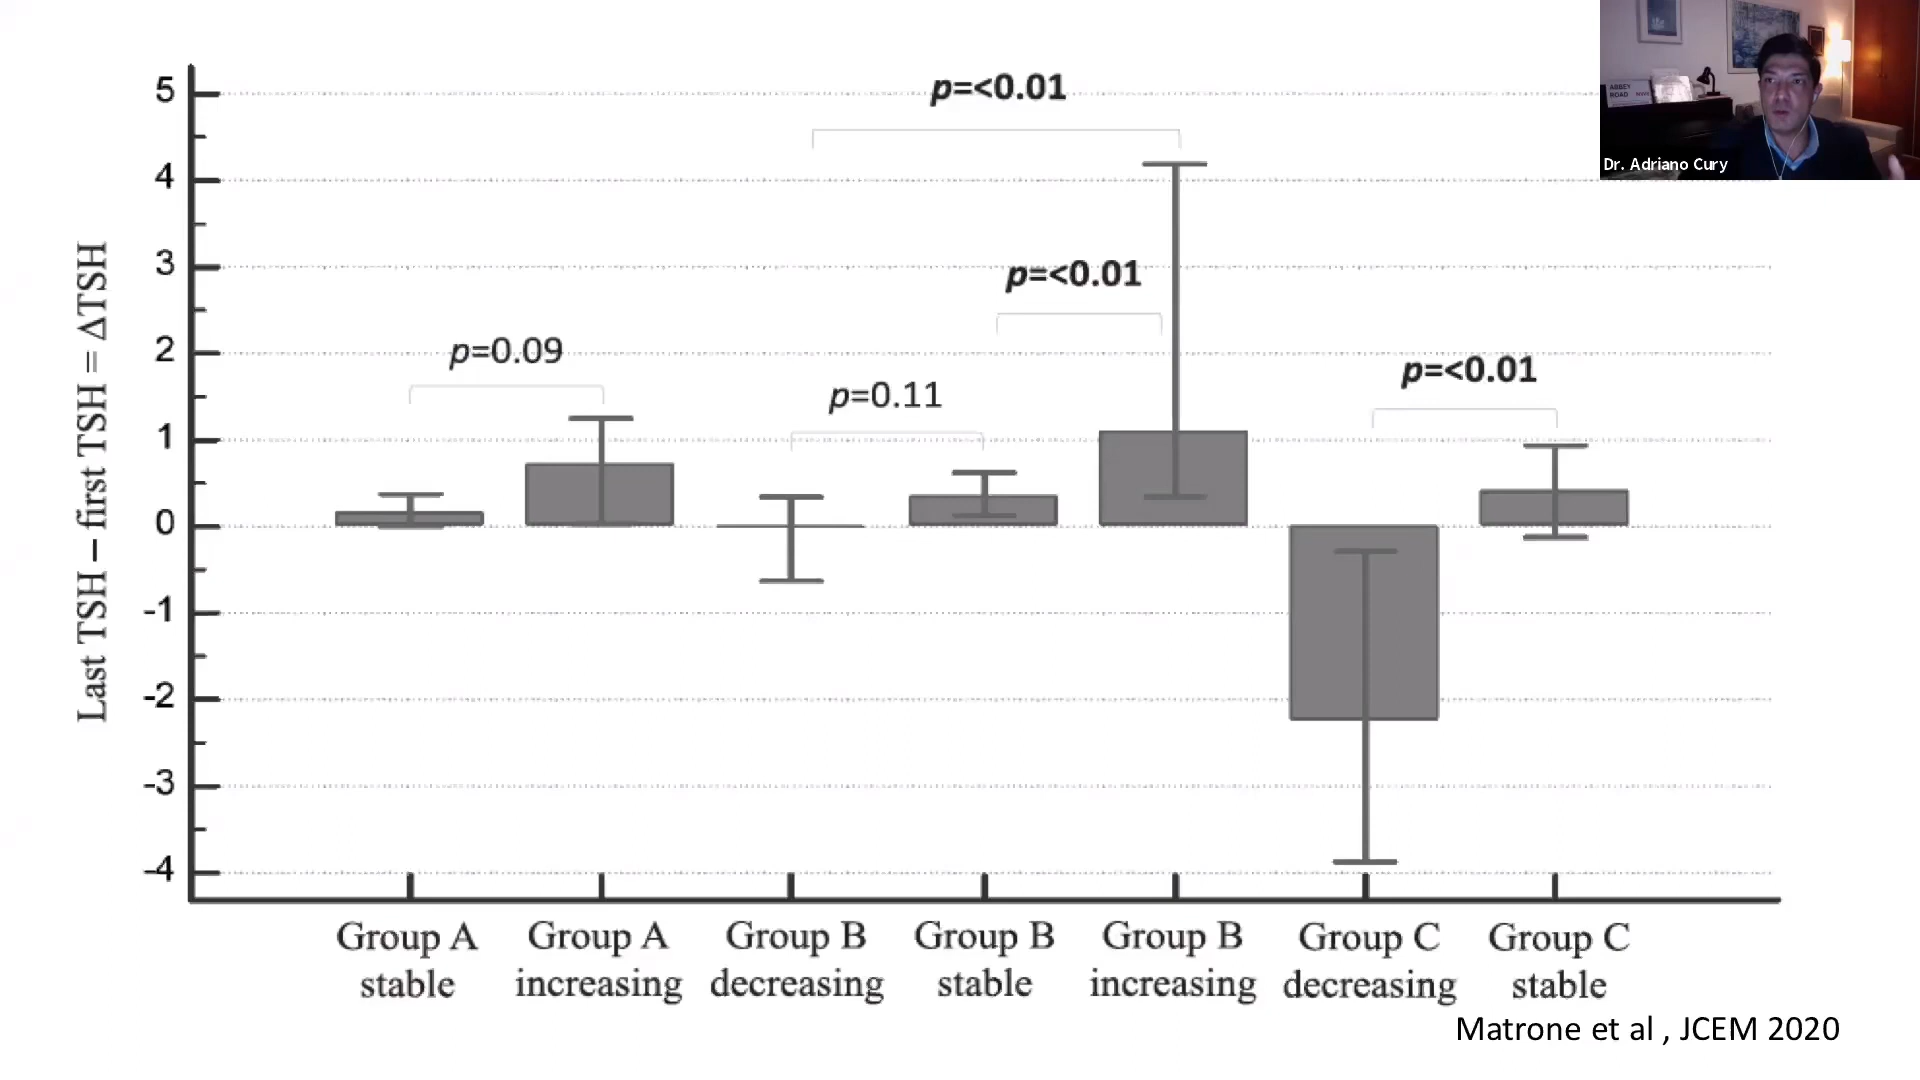 Last TSH – first TSH = ΔTSH
5
4
3
2
1
0
-1
-2
-3
-4
p=<0.01
p=<0.01
p=0.09
p=<0.01
p=0.11
Group A
stable
Group A
increasing
Group B
decreasing
Group B
stable
Group B
increasing
Group C
decreasing
Group C
stable
Matrone et al , JCEM 2020
ABBEY
ROAD
Dr. Adriano Cury